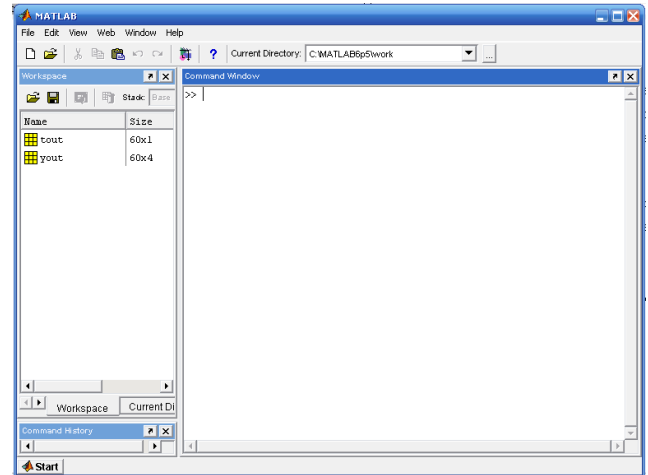 MATLAB
File Edit View Web Window Help
? Current Directory: C:\MATLAB6p5\work ...
Workspace
Stack: Base
Name Size
tout 60x1
yout 60x4
Workspace Current Di
Command History
Command Window
>>
Start